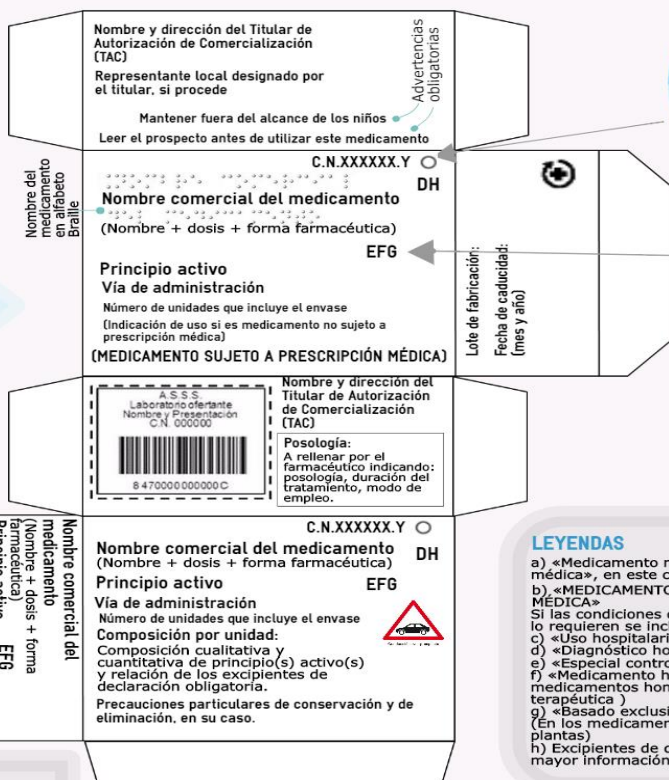 Nombre y dirección del Titular de
Autorización de Comercialización
(TAC)
Representante local designado por
el titular, si procede
Advertencias
obligatorias
Mantener fuera del alcance de los niños
Leer el prospecto antes de utilizar este medicamento
Nombre del
medicamento
en alfabeto
Braille
C.N.XXXXXX.Y
DH
Nombre comercial del medicamento
(Nombre + dosis + forma farmacéutica)
EFG
Principio activo
Vía de administración
Número de unidades que incluye el envase
(Indicación de uso si es medicamento no sujeto a
prescripción médica)
(MEDICAMENTO SUJETO A PRESCRIPCIÓN MÉDICA)
Lote de fabricación:
Fecha de caducidad:
(mes y año)
A.S.S.S.
Laboratorio ofertante
Nombre y Presentación
C.N. 000000
8 470000 000000C
Nombre y dirección del
Titular de Autorización
de Comercialización
(TAC)
Posología:
A rellenar por el
farmacéutico indicando:
posología, duración del
tratamiento, modo de
empleo.
C.N.XXXXXX.Y
Nombre comercial del medicamento
DH
(Nombre + dosis + forma farmacéutica)
Principio activo
EFG
Vía de administración
Número de unidades que incluye el envase
Composición por unidad:
Composición cualitativa y
cuantitativa de principio(s) activo(s)
y relación de los excipientes de
declaración obligatoria.
Precauciones particulares de conservación y de
eliminación, en su caso.
Nombre comercial del
medicamento
(Nombre + dosis + forma
farmacéutica)
Principio activo
EFG
LEYENDAS
a) «Medicamento
médica», en este
b) «MEDICAMENTO
MÉDICA»
Si las condiciones
lo requieren se
c) «Uso
d) «Diagnóstico
e) «Especial
f) «Medicamento
medicamentos
terapéutica )
g) «Basado
(En los
plantas)
h) Excipientes de
mayor información